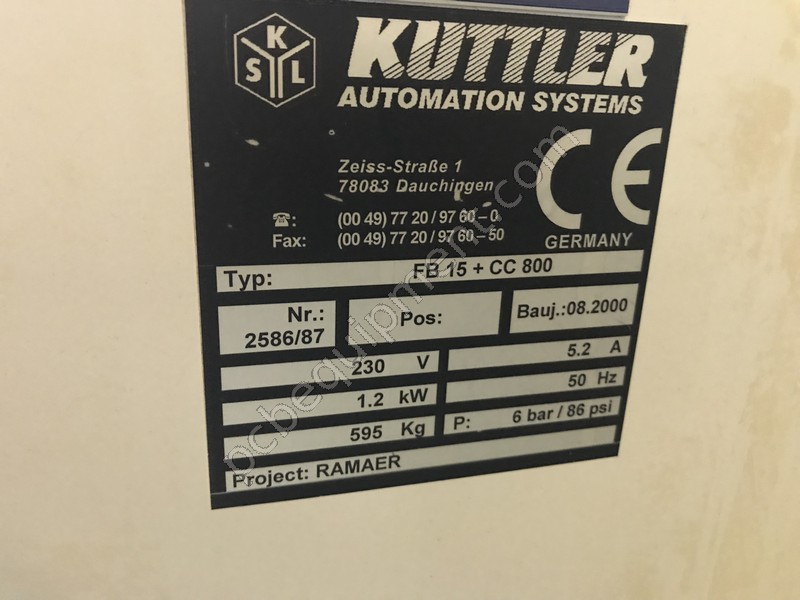 K
S L
KUTTLER
AUTOMATION SYSTEMS
Zeiss-Straße 1
78083 Dauchingen
☎: (00 49) 77 20 / 97 60 – 0
Fax: (00 49) 77 20 / 97 60 – 50
CE
GERMANY
Typ: FB 15 + CC 800
Nr.: 2586/87
Pos:
Bauj.:08.2000
230 V 5.2 A
1.2 kW 50 Hz
595 Kg P: 6 bar / 86 psi
Project: RAMAER
pcbequipment.com